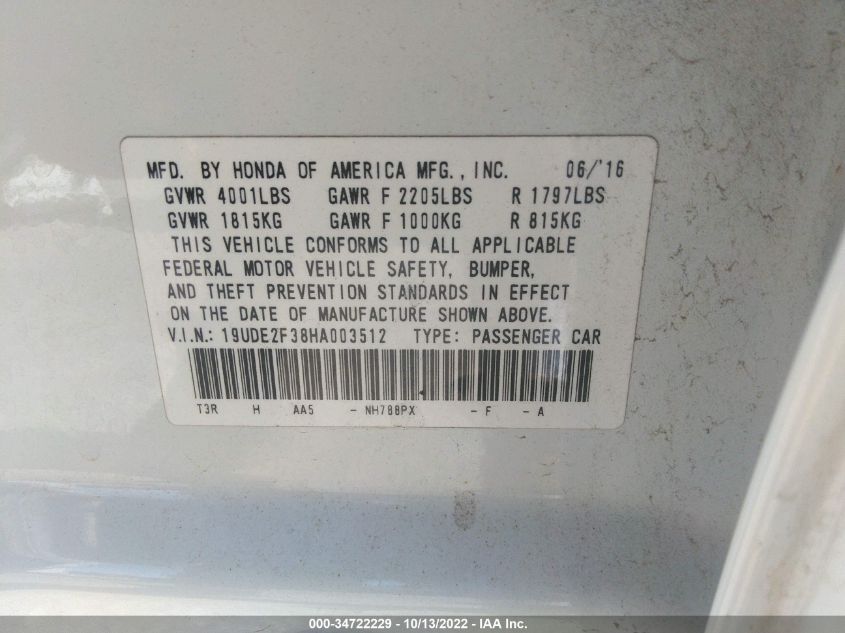 MFD. BY HONDA OF AMERICA MFG., INC. 06/'16
GVWR 4001LBS GAWR F 2205LBS R 1797LBS
GVWR 1815KG GAWR F 1000KG R 815KG
THIS VEHICLE CONFORMS TO ALL APPLICABLE
FEDERAL MOTOR VEHICLE SAFETY, BUMPER,
AND THEFT PREVENTION STANDARDS IN EFFECT
ON THE DATE OF MANUFACTURE SHOWN ABOVE.
V.I.N.: 19UDE2F38HA003512 TYPE: PASSENGER CAR
T3R H AA5 - NH788PX - F - A
000-34722229 - 10/13/2022 - IAA Inc.